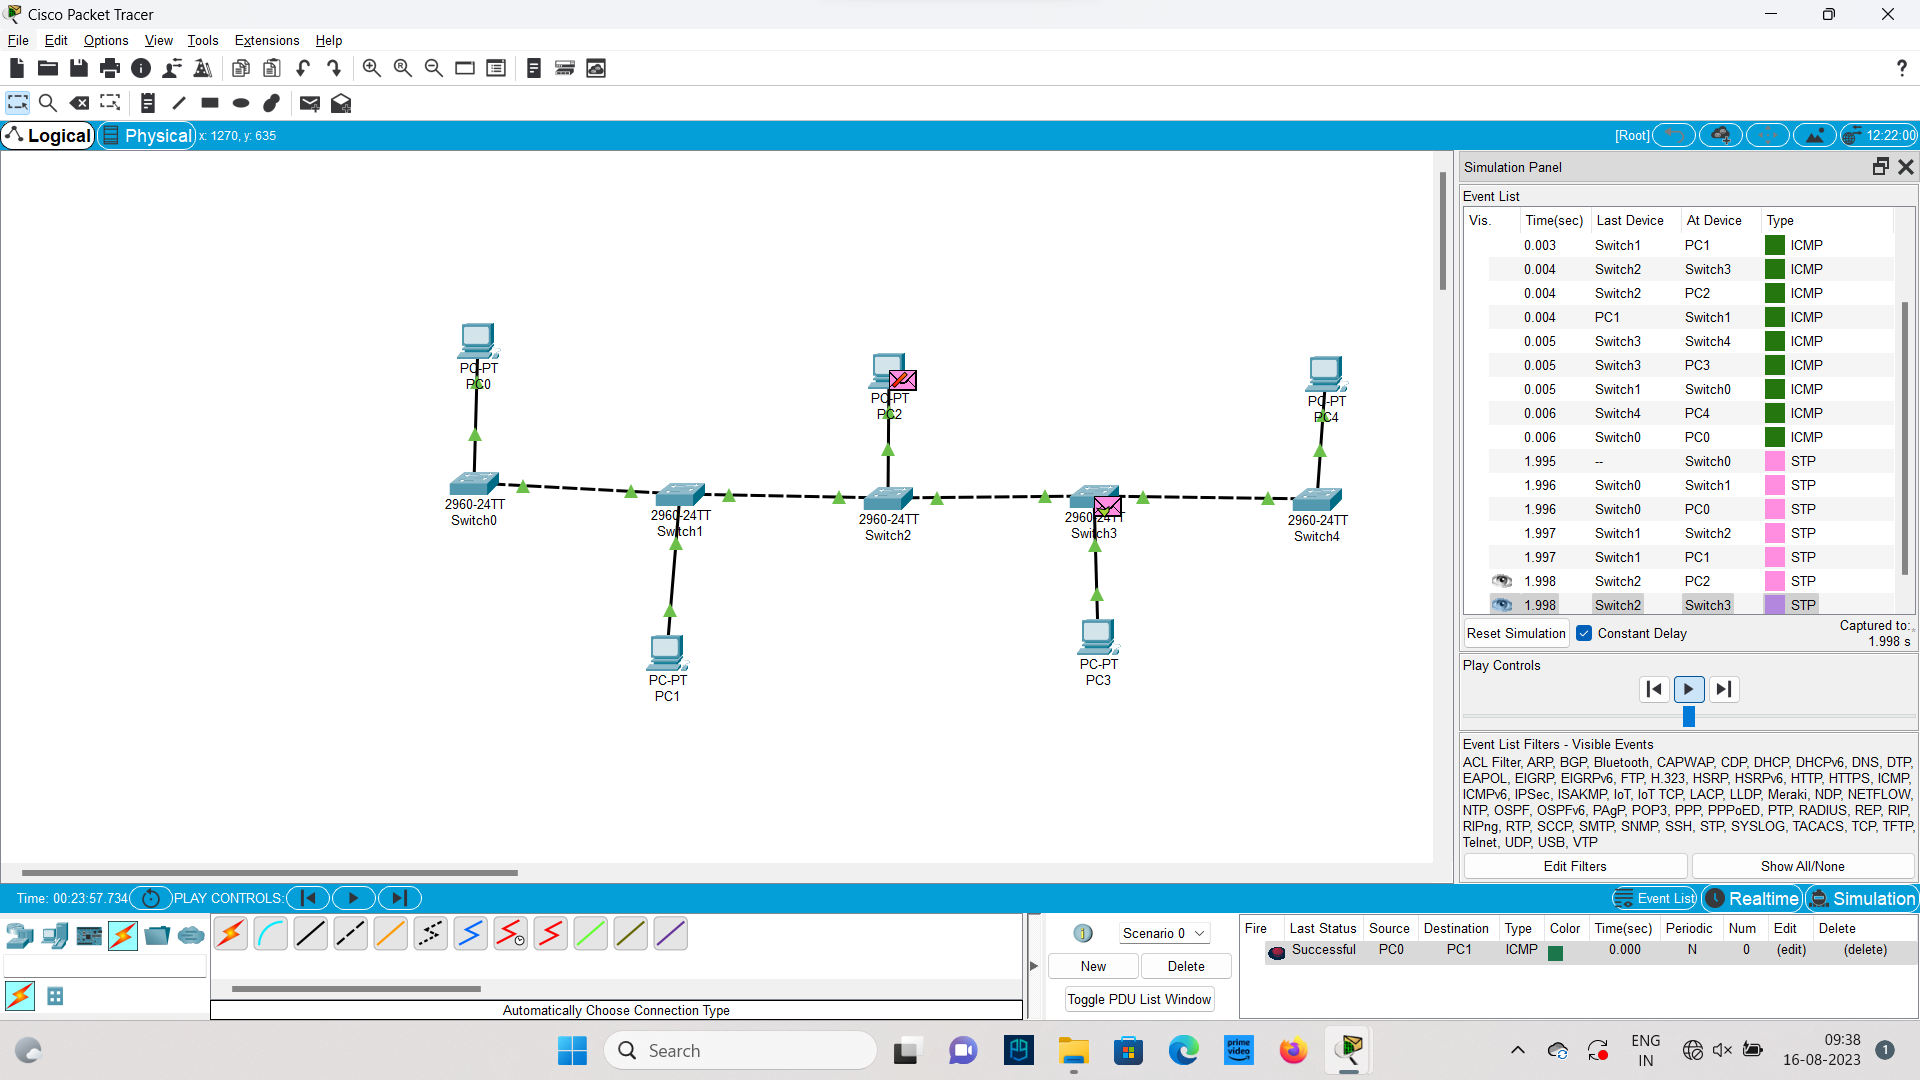 Cisco Packet Tracer
File Edit Options View Tools Extensions Help
?
Logical Physical x: 1270, y: 635 [Root] 12:22:00
PC-PT
PC0
PC-PT
PC2
PC-PT
PC4
2960-24TT
Switch0
2960-24TT
Switch1
2960-24TT
Switch2
2960-24TT
Switch3
2960-24TT
Switch4
PC-PT
PC1
PC-PT
PC3
Simulation Panel
Event List
Vis. Time(sec) Last Device At Device Type
0.003 Switch1 PC1 ICMP
0.004 Switch2 Switch3 ICMP
0.004 Switch2 PC2 ICMP
0.004 PC1 Switch1 ICMP
0.005 Switch3 Switch4 ICMP
0.005 Switch3 PC3 ICMP
0.005 Switch1 Switch0 ICMP
0.006 Switch4 PC4 ICMP
0.006 Switch0 PC0 ICMP
1.995 -- Switch0 STP
1.996 Switch0 Switch1 STP
1.996 Switch0 PC0 STP
1.997 Switch1 Switch2 STP
1.997 Switch1 PC1 STP
1.998 Switch2 PC2 STP
1.998 Switch2 Switch3 STP
Reset Simulation Constant Delay Captured to:
1.998 s
Play Controls
Event List Filters - Visible Events
ACL Filter, ARP, BGP, Bluetooth, CAPWAP, CDP, DHCP, DHCPv6, DNS, DTP,
EAPOL, EIGRP, EIGRPv6, FTP, H.323, HSRP, HSRPv6, HTTP, HTTPS, ICMP,
ICMPv6, IPSec, ISAKMP, IoT, IoT TCP, LACP, LLDP, Meraki, NDP, NETFLOW,
NTP, OSPF, OSPFv6, PAgP, POP3, PPP, PPPoED, PTP, RADIUS, REP, RIP,
RIPng, RTP, SCCP, SMTP, SNMP, SSH, STP, SYSLOG, TACACS, TCP, TFTP,
Telnet, UDP, USB, VTP
Edit Filters Show All/None
Time: 00:23:57.734 PLAY CONTROLS: Event List Realtime Simulation
Automatically Choose Connection Type
1 Scenario 0
New Delete
Toggle PDU List Window
Fire Last Status Source Destination Type Color Time(sec) Periodic Num Edit Delete
Successful PC0 PC1 ICMP 0.000 N 0 (edit) (delete)
Search
prime video
ENG
IN
09:38
16-08-2023
1